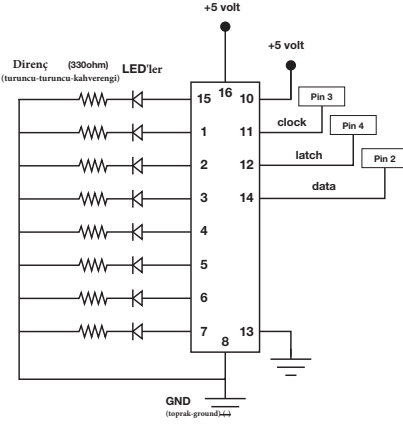 +5 volt
+5 volt
Direnç (330ohm) LED'ler
(turuncu-turuncu-kahverengi)
Pin 3
15 16 10
clock
Pin 4
1 11
latch
Pin 2
2 12
data
3 14
4
5
6
7 13
8
GND
(toprak-ground) (-)